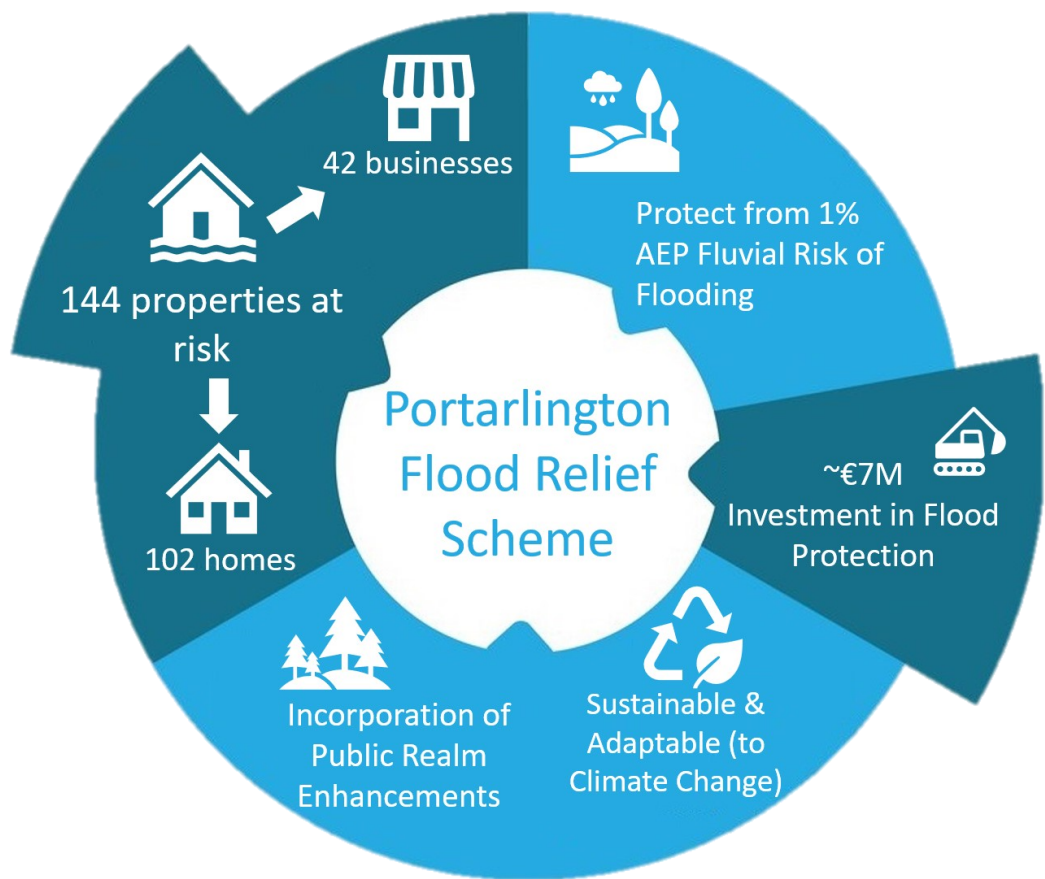 Portarlington
Flood Relief
Scheme
42 businesses
144 properties at
risk
102 homes
Protect from 1%
AEP Fluvial Risk of
Flooding
~€7M
Investment in Flood
Protection
Sustainable &
Adaptable (to
Climate Change)
Incorporation of
Public Realm
Enhancements